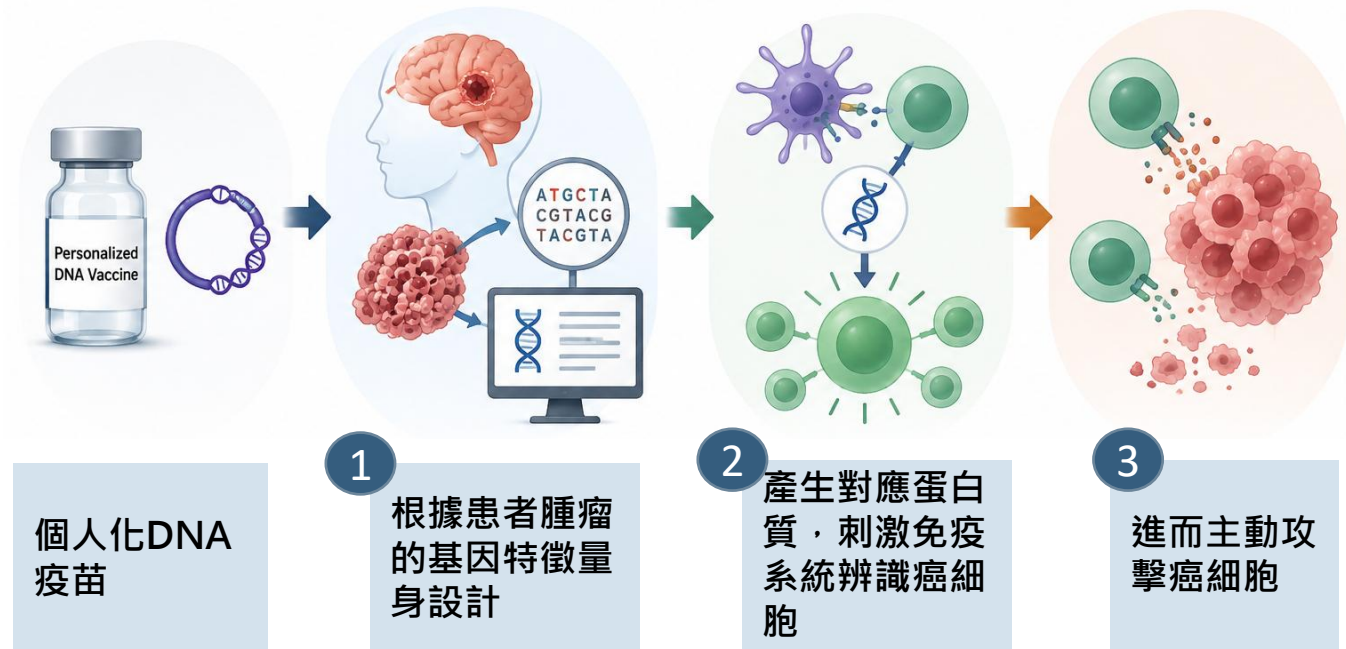 Personalized
DNA Vaccine
ATGCTA
CGTACG
TACGTA
個人化DNA
疫苗
1
根據患者腫瘤
的基因特徵量
身設計
2
產生對應蛋白
質，刺激免疫
系統辨識癌細
胞
3
進而主動攻
擊癌細胞